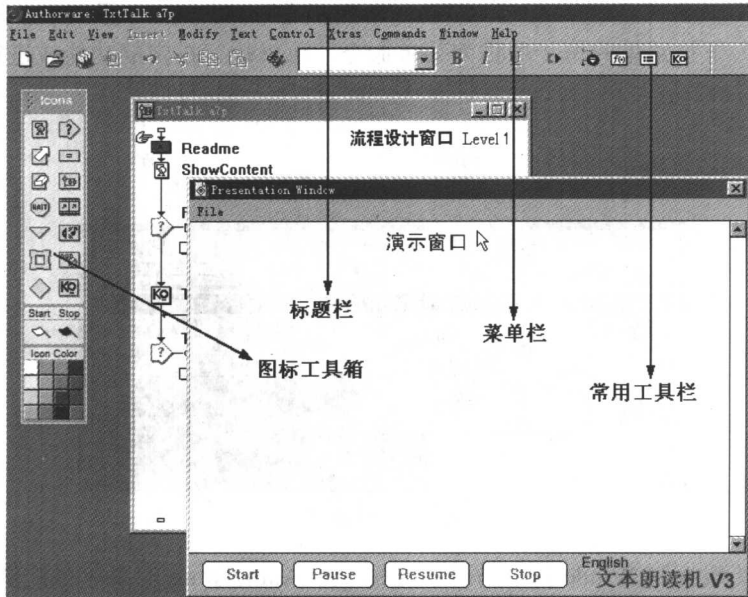 Authorware: TxtTalk.a7p
File Edit View Insert Modify Text Control Xtras Commands Window Help
B I U
Icons
WAIT
KO
Start Stop
Icon Color
TxtTalk.a7p
流程设计窗口 Level 1
Readme
ShowContent
KO T
T
Presentation Window
File
演示窗口
标题栏
菜单栏
常用工具栏
图标工具箱
Start Pause Resume Stop
English
文本朗读机 V3